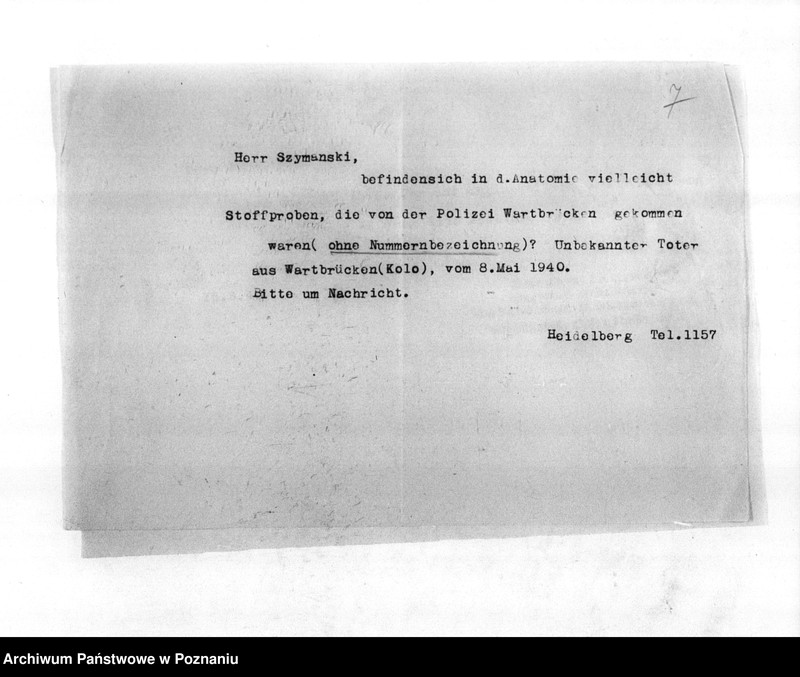 7
Herr Szymanski,
befindensich in d.Anatomie vielleicht
Stoffproben, die von der Polizei Wartbrücken gekommen
waren( ohne Nummernbezeichnung)? Unbekannter Toter
aus Wartbrücken(Kolo), vom 8.Mai 1940.
Bitte um Nachricht.
Heidelberg Tel.1157
Archiwum Państwowe w Poznaniu